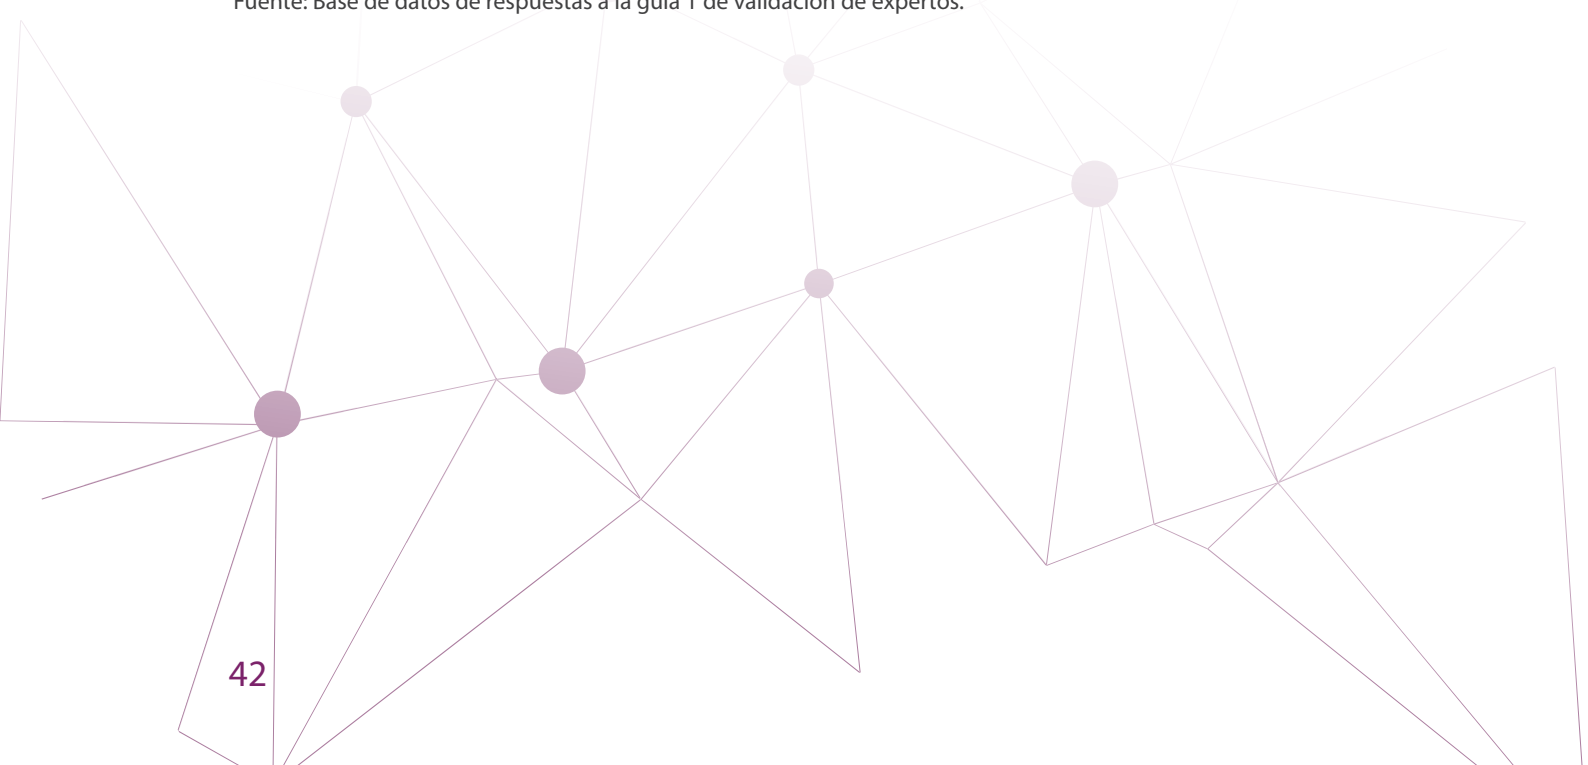 Fuente: Base de datos de respuestas a la guía 1 de validación de expertos.
42